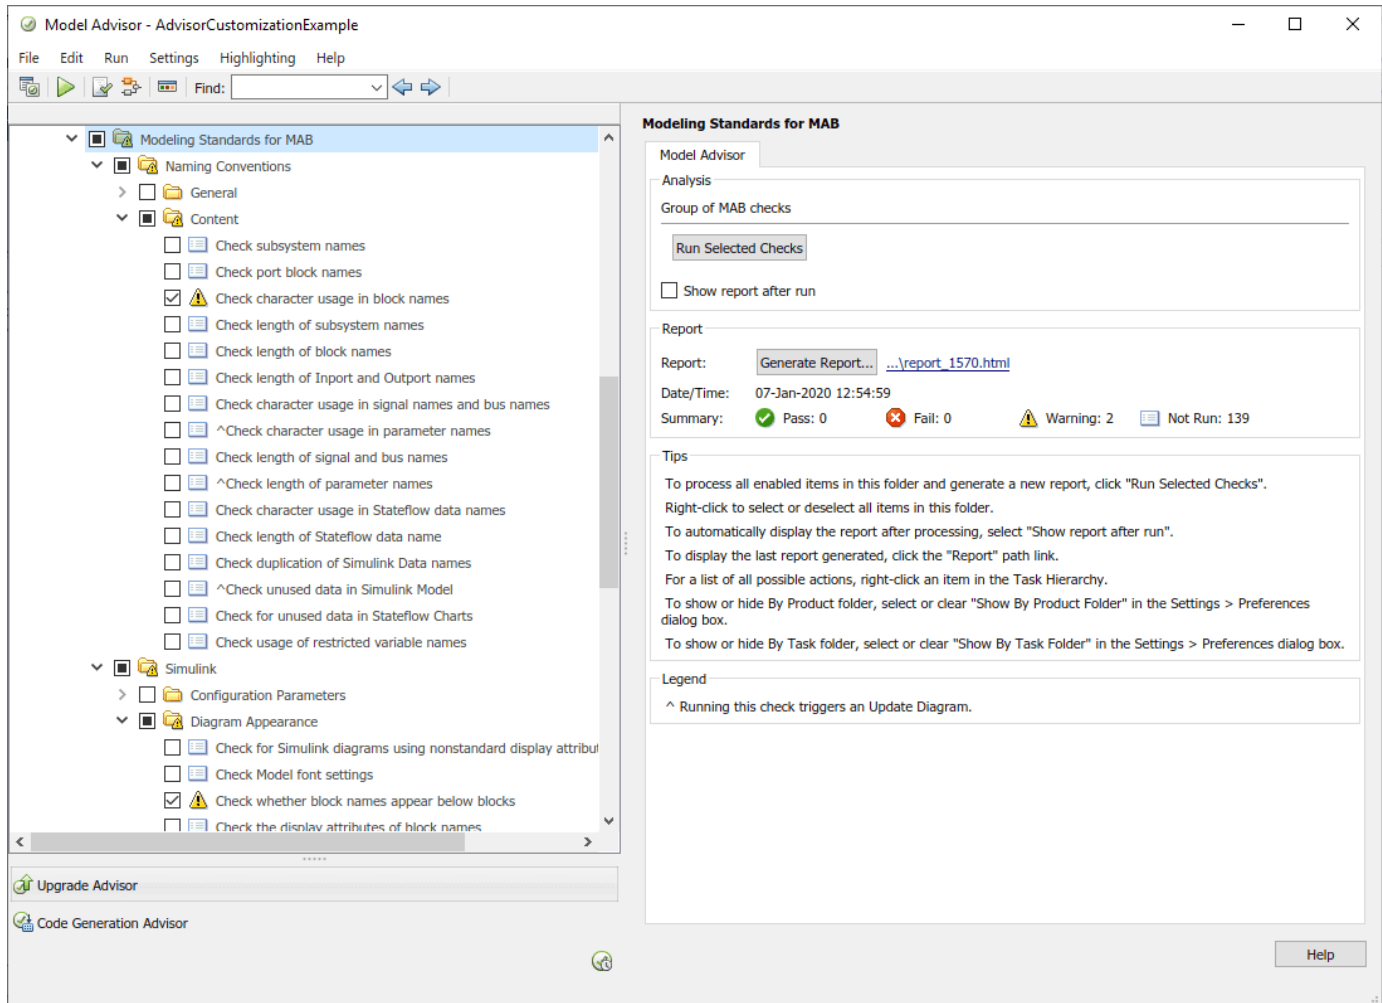 Model Advisor - AdvisorCustomizationExample
File Edit Run Settings Highlighting Help
Find:
Modeling Standards for MAB
Naming Conventions
General
Content
Check subsystem names
Check port block names
Check character usage in block names
Check length of subsystem names
Check length of block names
Check length of Inport and Outport names
Check character usage in signal names and bus names
^Check character usage in parameter names
Check length of signal and bus names
^Check length of parameter names
Check character usage in Stateflow data names
Check length of Stateflow data name
Check duplication of Simulink Data names
^Check unused data in Simulink Model
Check for unused data in Stateflow Charts
Check usage of restricted variable names
Simulink
Configuration Parameters
Diagram Appearance
Check for Simulink diagrams using nonstandard display attribut
Check Model font settings
Check whether block names appear below blocks
Check the display attributes of block names
Upgrade Advisor
Code Generation Advisor
Modeling Standards for MAB
Model Advisor
Analysis
Group of MAB checks
Run Selected Checks
Show report after run
Report
Report: Generate Report... ...\report_1570.html
Date/Time: 07-Jan-2020 12:54:59
Summary: Pass: 0 Fail: 0 Warning: 2 Not Run: 139
Tips
To process all enabled items in this folder and generate a new report, click "Run Selected Checks".
Right-click to select or deselect all items in this folder.
To automatically display the report after processing, select "Show report after run".
To display the last report generated, click the "Report" path link.
For a list of all possible actions, right-click an item in the Task Hierarchy.
To show or hide By Product folder, select or clear "Show By Product Folder" in the Settings > Preferences
dialog box.
To show or hide By Task folder, select or clear "Show By Task Folder" in the Settings > Preferences dialog box.
Legend
^ Running this check triggers an Update Diagram.
Help